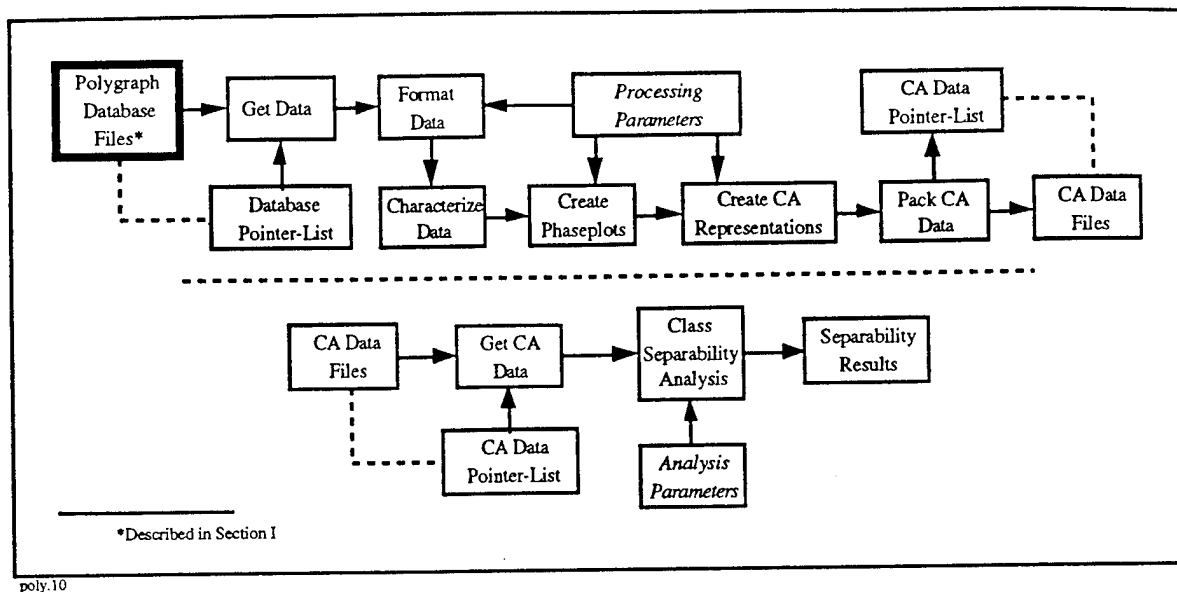 Polygraph
Database
Files*
Get Data
Format
Data
Processing
Parameters
CA Data
Pointer-List
Database
Pointer-List
Characterize
Data
Create
Phaseplots
Create CA
Representations
Pack CA
Data
CA Data
Files
CA Data
Files
Get CA
Data
Class
Separability
Analysis
Separability
Results
CA Data
Pointer-List
Analysis
Parameters
*Described in Section I
poly.10